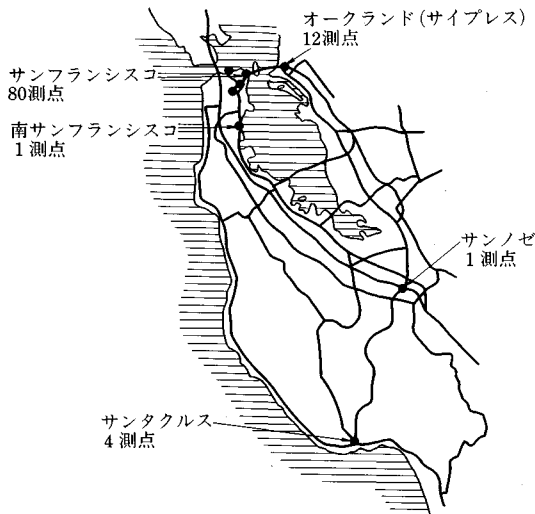 オークランド(サイプレス)
12測点
サンフランシスコ
80測点
南サンフランシスコ
1測点
サンノゼ
1測点
サンタクルス
4測点